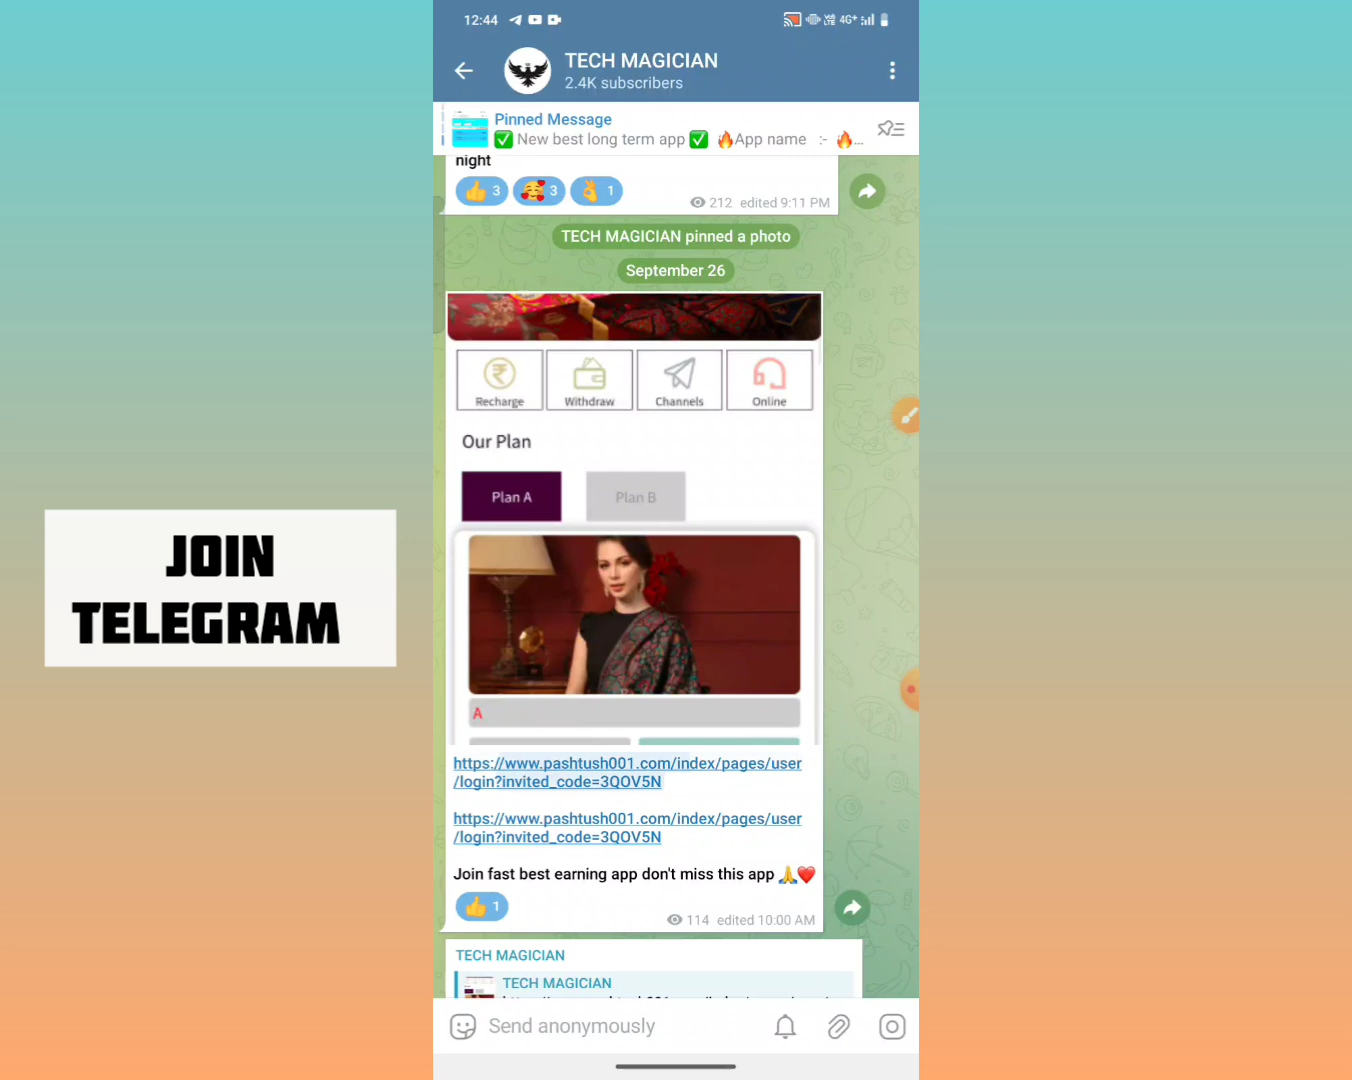 12:44
4G+
TECH MAGICIAN
2.4K subscribers
Pinned Message
✅ New best long term app ✅ 🔥App name :- 🔥...
night
👍 3 🥰 3 👌 1
212 edited 9:11 PM
TECH MAGICIAN pinned a photo
September 26
Recharge Withdraw Channels Online
Our Plan
Plan A Plan B
A
https://www.pashtush001.com/index/pages/user
/login?invited_code=3QOV5N
https://www.pashtush001.com/index/pages/user
/login?invited_code=3QOV5N
Join fast best earning app don't miss this app 🙏❤️
👍 1
114 edited 10:00 AM
TECH MAGICIAN
TECH MAGICIAN
Send anonymously
JOIN
TELEGRAM